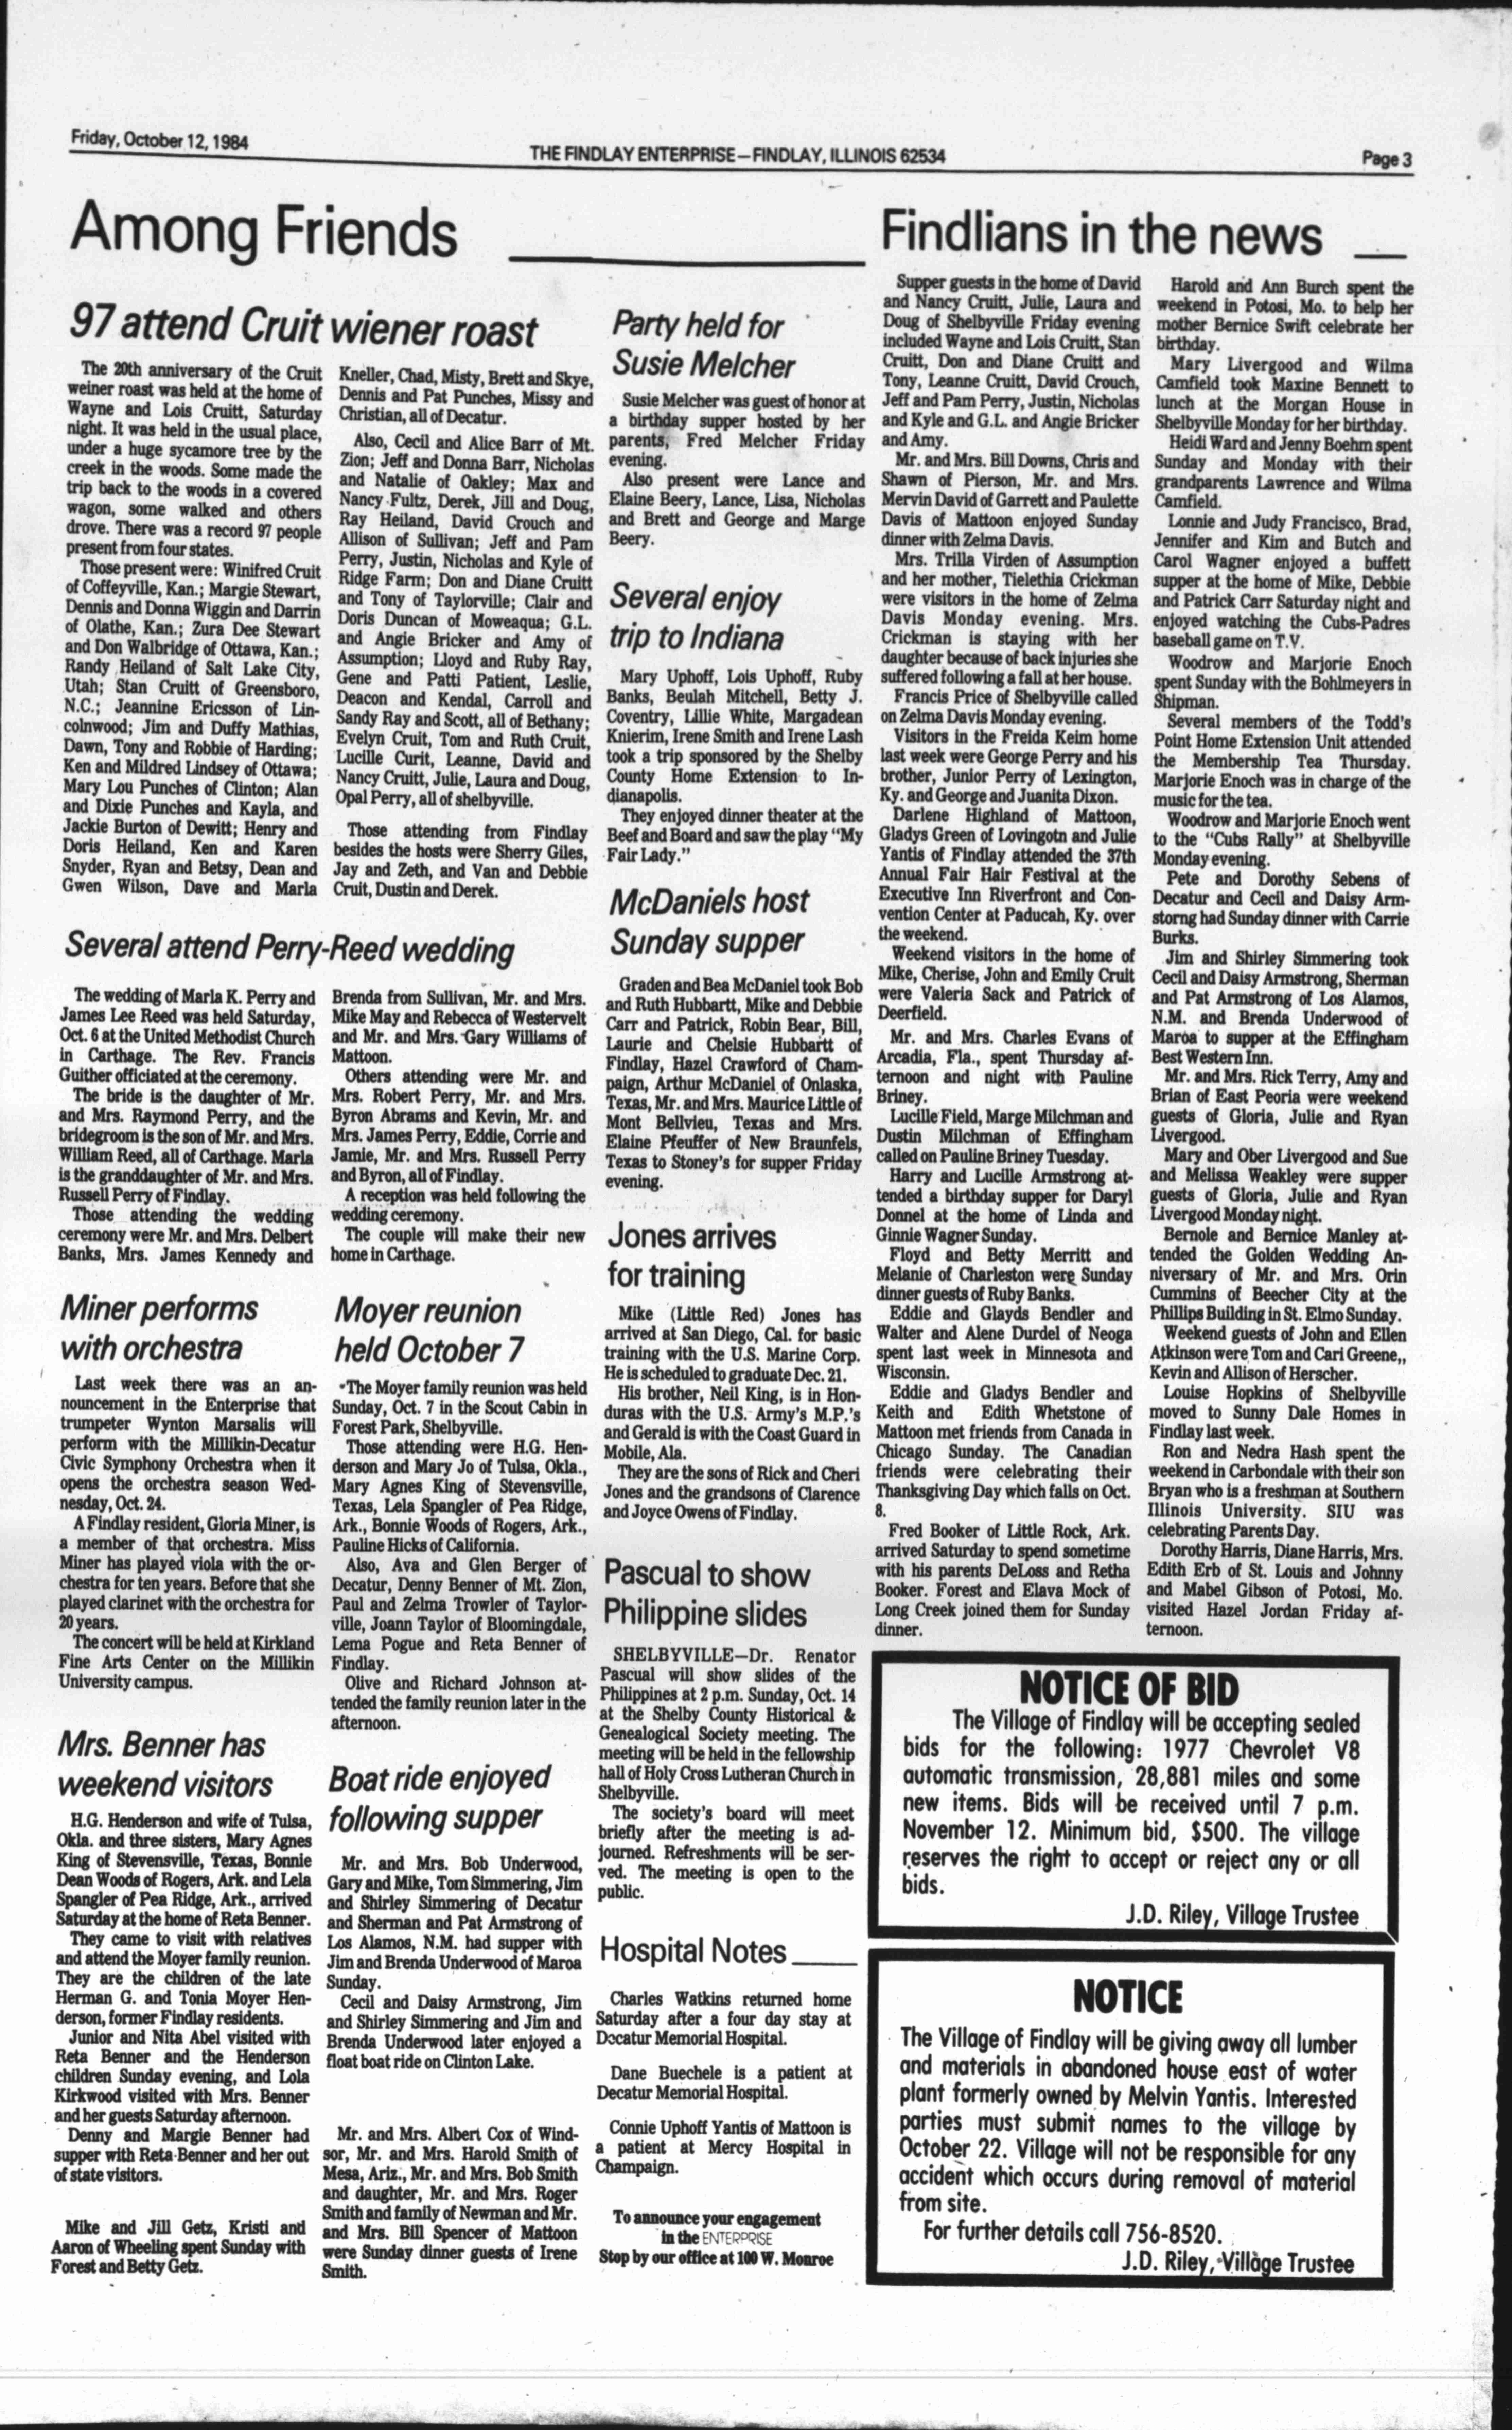 Friday, October 12, 1984
THE FINDLAY ENTERPRISE—FINDLAY, ILLINOIS 62534
Page 3
Among Friends
97 attend Cruit wiener roast
The 20th anniversary of the Cruit
weiner roast was held at the home of
Wayne and Lois Cruitt, Saturday
night. It was held in the usual place,
under a huge sycamore tree by the
creek in the woods. Some made the
trip back to the woods in a covered
wagon, some walked and others
drove. There was a record 97 people
present from four states.
Those present were: Winifred Cruit
of Coffeyville, Kan.; Margie Stewart,
Dennis and Donna Wiggin and Darrin
of Olathe, Kan.; Zura Dee Stewart
and Don Walbridge of Ottawa, Kan.;
Randy Heiland of Salt Lake City,
Utah; Stan Cruitt of Greensboro,
N.C.; Jeannine Ericsson of Lin-
colnwood; Jim and Duffy Mathias,
Dawn, Tony and Robbie of Harding;
Ken and Mildred Lindsey of Ottawa;
Mary Lou Punches of Clinton; Alan
and Dixie Punches and Kayla, and
Jackie Burton of Dewitt; Henry and
Doris Heiland, Ken and Karen
Snyder, Ryan and Betsy, Dean and
Gwen Wilson, Dave and Marla
Kneller, Chad, Misty, Brett and Skye,
Dennis and Pat Punches, Missy and
Christian, all of Decatur.
Also, Cecil and Alice Barr of Mt.
Zion; Jeff and Donna Barr, Nicholas
and Natalie of Oakley; Max and
Nancy Fultz, Derek, Jill and Doug,
Ray Heiland, David Crouch and
Allison of Sullivan; Jeff and Pam
Perry, Justin, Nicholas and Kyle of
Ridge Farm; Don and Diane Cruitt
and Tony of Taylorville; Clair and
Doris Duncan of Moweaqua; G.L.
and Angie Bricker and Amy of
Assumption; Lloyd and Ruby Ray,
Gene and Patti Patient, Leslie,
Deacon and Kendal, Carroll and
Sandy Ray and Scott, all of Bethany;
Evelyn Cruit, Tom and Ruth Cruit,
Lucille Curit, Leanne, David and
Nancy Cruitt, Julie, Laura and Doug,
Opal Perry, all of shelbyville.
Those attending from Findlay
besides the hosts were Sherry Giles,
Jay and Zeth, and Van and Debbie
Cruit, Dustin and Derek.
Several attend Perry-Reed wedding
The wedding of Marla K. Perry and
James Lee Reed was held Saturday,
Oct. 6 at the United Methodist Church
in Carthage. The Rev. Francis
Guither officiated at the ceremony.
The bride is the daughter of Mr.
and Mrs. Raymond Perry, and the
bridegroom is the son of Mr. and Mrs.
William Reed, all of Carthage. Marla
is the granddaughter of Mr. and Mrs.
Russell Perry of Findlay.
Those attending the wedding
ceremony were Mr. and Mrs. Delbert
Banks, Mrs. James Kennedy and
Brenda from Sullivan, Mr. and Mrs.
Mike May and Rebecca of Westervelt
and Mr. and Mrs. Gary Williams of
Mattoon.
Others attending were Mr. and
Mrs. Robert Perry, Mr. and Mrs.
Byron Abrams and Kevin, Mr. and
Mrs. James Perry, Eddie, Corrie and
Jamie, Mr. and Mrs. Russell Perry
and Byron, all of Findlay.
A reception was held following the
wedding ceremony.
The couple will make their new
home in Carthage.
Miner performs
with orchestra
Last week there was an an-
nouncement in the Enterprise that
trumpeter Wynton Marsalis will
perform with the Millikin-Decatur
Civic Symphony Orchestra when it
opens the orchestra season Wed-
nesday, Oct. 24.
A Findlay resident, Gloria Miner, is
a member of that orchestra. Miss
Miner has played viola with the or-
chestra for ten years. Before that she
played clarinet with the orchestra for
20 years.
The concert will be held at Kirkland
Fine Arts Center on the Millikin
University campus.
Mrs. Benner has
weekend visitors
H.G. Henderson and wife of Tulsa,
Okla. and three sisters, Mary Agnes
King of Stevensville, Texas, Bonnie
Dean Woods of Rogers, Ark. and Lela
Spangler of Pea Ridge, Ark., arrived
Saturday at the home of Reta Benner.
They came to visit with relatives
and attend the Moyer family reunion.
They are the children of the late
Herman G. and Tonia Moyer Hen-
derson, former Findlay residents.
Junior and Nita Abel visited with
Reta Benner and the Henderson
children Sunday evening, and Lola
Kirkwood visited with Mrs. Benner
and her guests Saturday afternoon.
Denny and Margie Benner had
supper with Reta Benner and her out
of state visitors.
Mike and Jill Getz, Kristi and
Aaron of Wheeling spent Sunday with
Forest and Betty Getz.
Moyer reunion
held October 7
The Moyer family reunion was held
Sunday, Oct. 7 in the Scout Cabin in
Forest Park, Shelbyville.
Those attending were H.G. Hen-
derson and Mary Jo of Tulsa, Okla.,
Mary Agnes King of Stevensville,
Texas, Lela Spangler of Pea Ridge,
Ark., Bonnie Woods of Rogers, Ark.,
Pauline Hicks of California.
Also, Ava and Glen Berger of
Decatur, Denny Benner of Mt. Zion,
Paul and Zelma Trowler of Taylor-
ville, Joann Taylor of Bloomingdale,
Lema Pogue and Reta Benner of
Findlay.
Olive and Richard Johnson at-
tended the family reunion later in the
afternoon.
Boat ride enjoyed
following supper
Mr. and Mrs. Bob Underwood,
Gary and Mike, Tom Simmering, Jim
and Shirley Simmering of Decatur
and Sherman and Pat Armstrong of
Los Alamos, N.M. had supper with
Jim and Brenda Underwood of Maroa
Sunday.
Cecil and Daisy Armstrong, Jim
and Shirley Simmering and Jim and
Brenda Underwood later enjoyed a
float boat ride on Clinton Lake.
Mr. and Mrs. Albert Cox of Wind-
sor, Mr. and Mrs. Harold Smith of
Mesa, Ariz., Mr. and Mrs. Bob Smith
and daughter, Mr. and Mrs. Roger
Smith and family of Newman and Mr.
and Mrs. Bill Spencer of Mattoon
were Sunday dinner guests of Irene
Smith.
Party held for
Susie Melcher
Susie Melcher was guest of honor at
a birthday supper hosted by her
parents, Fred Melcher Friday
evening.
Also present were Lance and
Elaine Beery, Lance, Lisa, Nicholas
and Brett and George and Marge
Beery.
Several enjoy
trip to Indiana
Mary Uphoff, Lois Uphoff, Ruby
Banks, Beulah Mitchell, Betty J.
Coventry, Lillie White, Margadean
Knierim, Irene Smith and Irene Lash
took a trip sponsored by the Shelby
County Home Extension to In-
dianapolis.
They enjoyed dinner theater at the
Beef and Board and saw the play "My
Fair Lady."
McDaniels host
Sunday supper
Graden and Bea McDaniel took Bob
and Ruth Hubbartt, Mike and Debbie
Carr and Patrick, Robin Bear, Bill,
Laurie and Chelsie Hubbartt of
Findlay, Hazel Crawford of Cham-
paign, Arthur McDaniel of Onlaska,
Texas, Mr. and Mrs. Maurice Little of
Mont Bellvieu, Texas and Mrs.
Elaine Pfeuffer of New Braunfels,
Texas to Stoney's for supper Friday
evening.
Jones arrives
for training
Mike (Little Red) Jones has
arrived at San Diego, Cal. for basic
training with the U.S. Marine Corp.
He is scheduled to graduate Dec. 21.
His brother, Neil King, is in Hon-
duras with the U.S. Army's M.P.'s
and Gerald is with the Coast Guard in
Mobile, Ala.
They are the sons of Rick and Cheri
Jones and the grandsons of Clarence
and Joyce Owens of Findlay.
Pascual to show
Philippine slides
SHELBYVILLE—Dr. Renator
Pascual will show slides of the
Philippines at 2 p.m. Sunday, Oct. 14
at the Shelby County Historical &
Genealogical Society meeting. The
meeting will be held in the fellowship
hall of Holy Cross Lutheran Church in
Shelbyville.
The society's board will meet
briefly after the meeting is ad-
journed. Refreshments will be ser-
ved. The meeting is open to the
public.
Hospital Notes
Charles Watkins returned home
Saturday after a four day stay at
Decatur Memorial Hospital.
Dane Buechele is a patient at
Decatur Memorial Hospital.
Connie Uphoff Yantis of Mattoon is
a patient at Mercy Hospital in
Champaign.
To announce your engagement
in the ENTERPRISE
Stop by our office at 100 W. Monroe
Findlians in the news
Supper guests in the home of David
and Nancy Cruitt, Julie, Laura and
Doug of Shelbyville Friday evening
included Wayne and Lois Cruitt, Stan
Cruitt, Don and Diane Cruitt and
Tony, Leanne Cruitt, David Crouch,
Jeff and Pam Perry, Justin, Nicholas
and Kyle and G.L. and Angie Bricker
and Amy.
Mr. and Mrs. Bill Downs, Chris and
Shawn of Pierson, Mr. and Mrs.
Mervin David of Garrett and Paulette
Davis of Mattoon enjoyed Sunday
dinner with Zelma Davis.
Mrs. Trilla Virden of Assumption
and her mother, Tielethia Crickman
were visitors in the home of Zelma
Davis Monday evening. Mrs.
Crickman is staying with her
daughter because of back injuries she
suffered following a fall at her house.
Francis Price of Shelbyville called
on Zelma Davis Monday evening.
Visitors in the Freida Keim home
last week were George Perry and his
brother, Junior Perry of Lexington,
Ky. and George and Juanita Dixon.
Darlene Highland of Mattoon,
Gladys Green of Lovingotn and Julie
Yantis of Findlay attended the 37th
Annual Fair Hair Festival at the
Executive Inn Riverfront and Con-
vention Center at Paducah, Ky. over
the weekend.
Weekend visitors in the home of
Mike, Cherise, John and Emily Cruit
were Valeria Sack and Patrick of
Deerfield.
Mr. and Mrs. Charles Evans of
Arcadia, Fla., spent Thursday af-
ternoon and night with Pauline
Briney.
Lucille Field, Marge Milchman and
Dustin Milchman of Effingham
called on Pauline Briney Tuesday.
Harry and Lucille Armstrong at-
tended a birthday supper for Daryl
Donnel at the home of Linda and
Ginnie Wagner Sunday.
Floyd and Betty Merritt and
Melanie of Charleston were Sunday
dinner guests of Ruby Banks.
Eddie and Glayds Bendler and
Walter and Alene Durdel of Neoga
spent last week in Minnesota and
Wisconsin.
Eddie and Gladys Bendler and
Keith and Edith Whetstone of
Mattoon met friends from Canada in
Chicago Sunday. The Canadian
friends were celebrating their
Thanksgiving Day which falls on Oct.
8.
Fred Booker of Little Rock, Ark.
arrived Saturday to spend sometime
with his parents DeLoss and Retha
Booker. Forest and Elava Mock of
Long Creek joined them for Sunday
dinner.
Harold and Ann Burch spent the
weekend in Potosi, Mo. to help her
mother Bernice Swift celebrate her
birthday.
Mary Livergood and Wilma
Camfield took Maxine Bennett to
lunch at the Morgan House in
Shelbyville Monday for her birthday.
Heidi Ward and Jenny Boehm spent
Sunday and Monday with their
grandparents Lawrence and Wilma
Camfield.
Lonnie and Judy Francisco, Brad,
Jennifer and Kim and Butch and
Carol Wagner enjoyed a buffett
supper at the home of Mike, Debbie
and Patrick Carr Saturday night and
enjoyed watching the Cubs-Padres
baseball game on T.V.
Woodrow and Marjorie Enoch
spent Sunday with the Bohlmeyers in
Shipman.
Several members of the Todd's
Point Home Extension Unit attended
the Membership Tea Thursday.
Marjorie Enoch was in charge of the
music for the tea.
Woodrow and Marjorie Enoch went
to the "Cubs Rally" at Shelbyville
Monday evening.
Pete and Dorothy Sebens of
Decatur and Cecil and Daisy Arm-
storng had Sunday dinner with Carrie
Burks.
Jim and Shirley Simmering took
Cecil and Daisy Armstrong, Sherman
and Pat Armstrong of Los Alamos,
N.M. and Brenda Underwood of
Maroa to supper at the Effingham
Best Western Inn.
Mr. and Mrs. Rick Terry, Amy and
Brian of East Peoria were weekend
guests of Gloria, Julie and Ryan
Livergood.
Mary and Ober Livergood and Sue
and Melissa Weakley were supper
guests of Gloria, Julie and Ryan
Livergood Monday night.
Bernole and Bernice Manley at-
tended the Golden Wedding An-
niversary of Mr. and Mrs. Orin
Cummins of Beecher City at the
Phillips Building in St. Elmo Sunday.
Weekend guests of John and Ellen
Atkinson were Tom and Cari Greene,,
Kevin and Allison of Herscher.
Louise Hopkins of Shelbyville
moved to Sunny Dale Homes in
Findlay last week.
Ron and Nedra Hash spent the
weekend in Carbondale with their son
Bryan who is a freshman at Southern
Illinois University. SIU was
celebrating Parents Day.
Dorothy Harris, Diane Harris, Mrs.
Edith Erb of St. Louis and Johnny
and Mabel Gibson of Potosi, Mo.
visited Hazel Jordan Friday af-
ternoon.
NOTICE OF BID
The Village of Findlay will be accepting sealed
bids for the following: 1977 Chevrolet V8
automatic transmission, 28,881 miles and some
new items. Bids will be received until 7 p.m.
November 12. Minimum bid, $500. The village
reserves the right to accept or reject any or all
bids.
J.D. Riley, Village Trustee
NOTICE
The Village of Findlay will be giving away all lumber
and materials in abandoned house east of water
plant formerly owned by Melvin Yantis. Interested
parties must submit names to the village by
October 22. Village will not be responsible for any
accident which occurs during removal of material
from site.
For further details call 756-8520.
J.D. Riley, Village Trustee